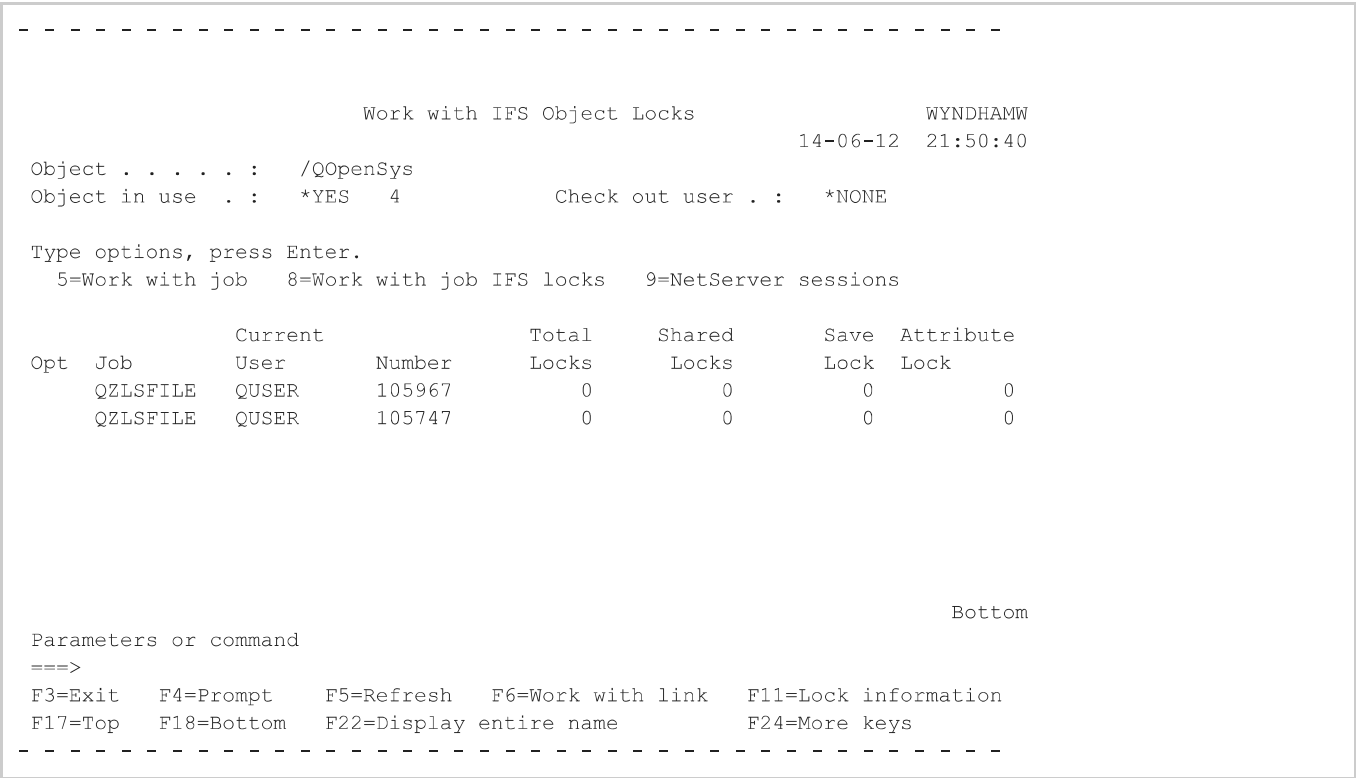 - - - - - - - - - - - - - - - - - - - - - - - - - - - - - - - - - - - - - - -
Work with IFS Object Locks WYNDHAMW
14-06-12 21:50:40
Object . . . . . : /QOpenSys
Object in use . : *YES 4 Check out user . : *NONE
Type options, press Enter.
5=Work with job 8=Work with job IFS locks 9=NetServer sessions
Current Total Shared Save Attribute
Opt Job User Number Locks Locks Lock Lock
QZLSFILE QUSER 105967 0 0 0 0
QZLSFILE QUSER 105747 0 0 0 0
Bottom
Parameters or command
===>
F3=Exit F4=Prompt F5=Refresh F6=Work with link F11=Lock information
F17=Top F18=Bottom F22=Display entire name F24=More keys
- - - - - - - - - - - - - - - - - - - - - - - - - - - - - - - - - - - - - - -